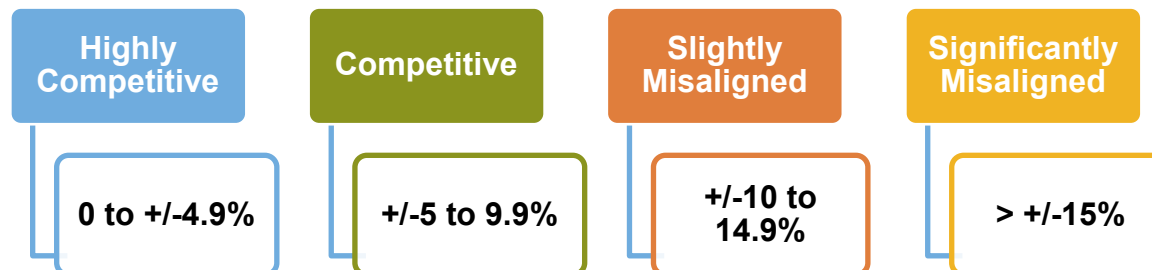 Highly
Competitive
0 to +/-4.9%
Competitive
+/-5 to 9.9%
Slightly
Misaligned
+/-10 to
14.9%
Significantly
Misaligned
> +/-15%